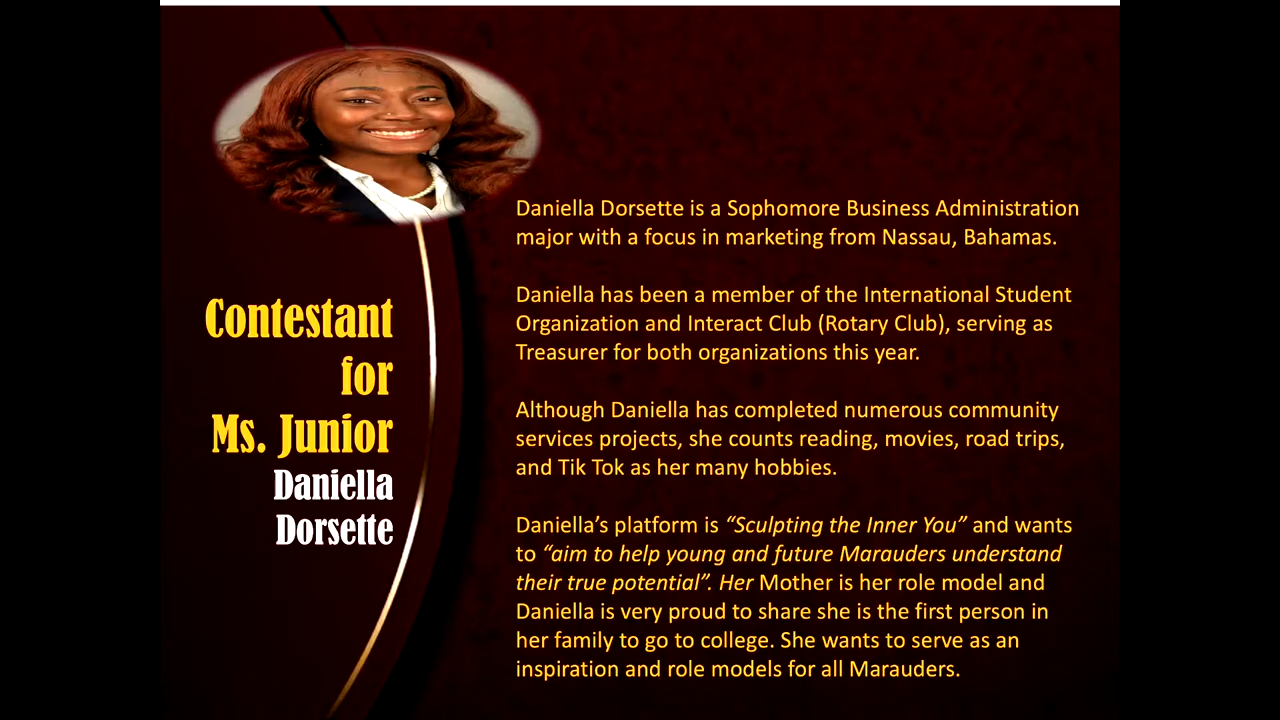 Contestant
for
Ms. Junior
Daniella
Dorsette
Daniella Dorsette is a Sophomore Business Administration
major with a focus in marketing from Nassau, Bahamas.
Daniella has been a member of the International Student
Organization and Interact Club (Rotary Club), serving as
Treasurer for both organizations this year.
Although Daniella has completed numerous community
services projects, she counts reading, movies, road trips,
and Tik Tok as her many hobbies.
Daniella’s platform is “Sculpting the Inner You” and wants
to “aim to help young and future Marauders understand
their true potential”. Her Mother is her role model and
Daniella is very proud to share she is the first person in
her family to go to college. She wants to serve as an
inspiration and role models for all Marauders.